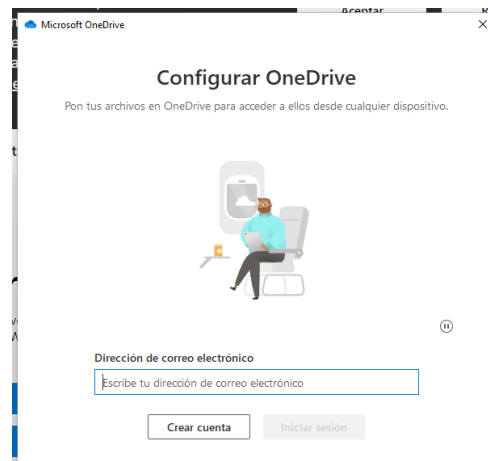 Aceptar
Microsoft OneDrive
Configurar OneDrive
Pon tus archivos en OneDrive para acceder a ellos desde cualquier dispositivo.
Dirección de correo electrónico
Escribe tu dirección de correo electrónico
Crear cuenta
Iniciar sesión